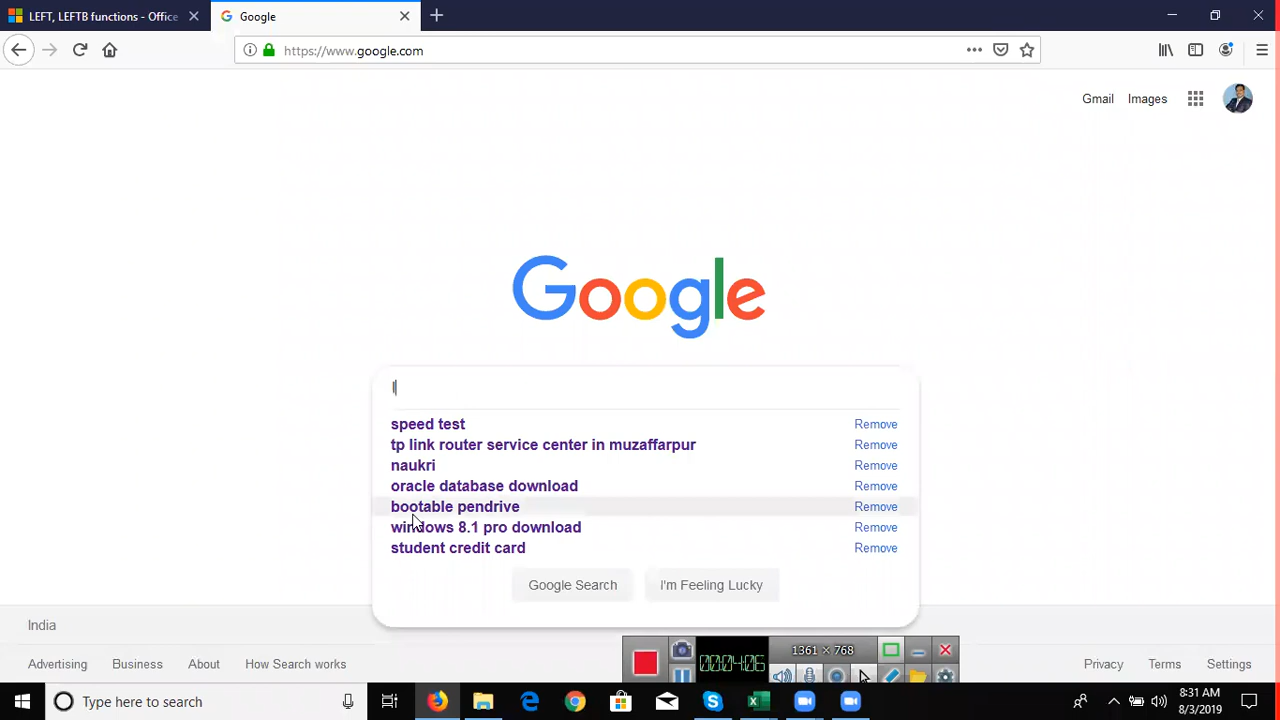 LEFT, LEFTB functions - Office
Google
https://www.google.com
Gmail Images
Google
l
speed test Remove
tp link router service center in muzaffarpur Remove
naukri Remove
oracle database download Remove
bootable pendrive Remove
windows 8.1 pro download Remove
student credit card Remove
Google Search I'm Feeling Lucky
India
Advertising Business About How Search works Privacy Terms Settings
00:04:06 1361 × 768
Type here to search
8:31 AM
8/3/2019